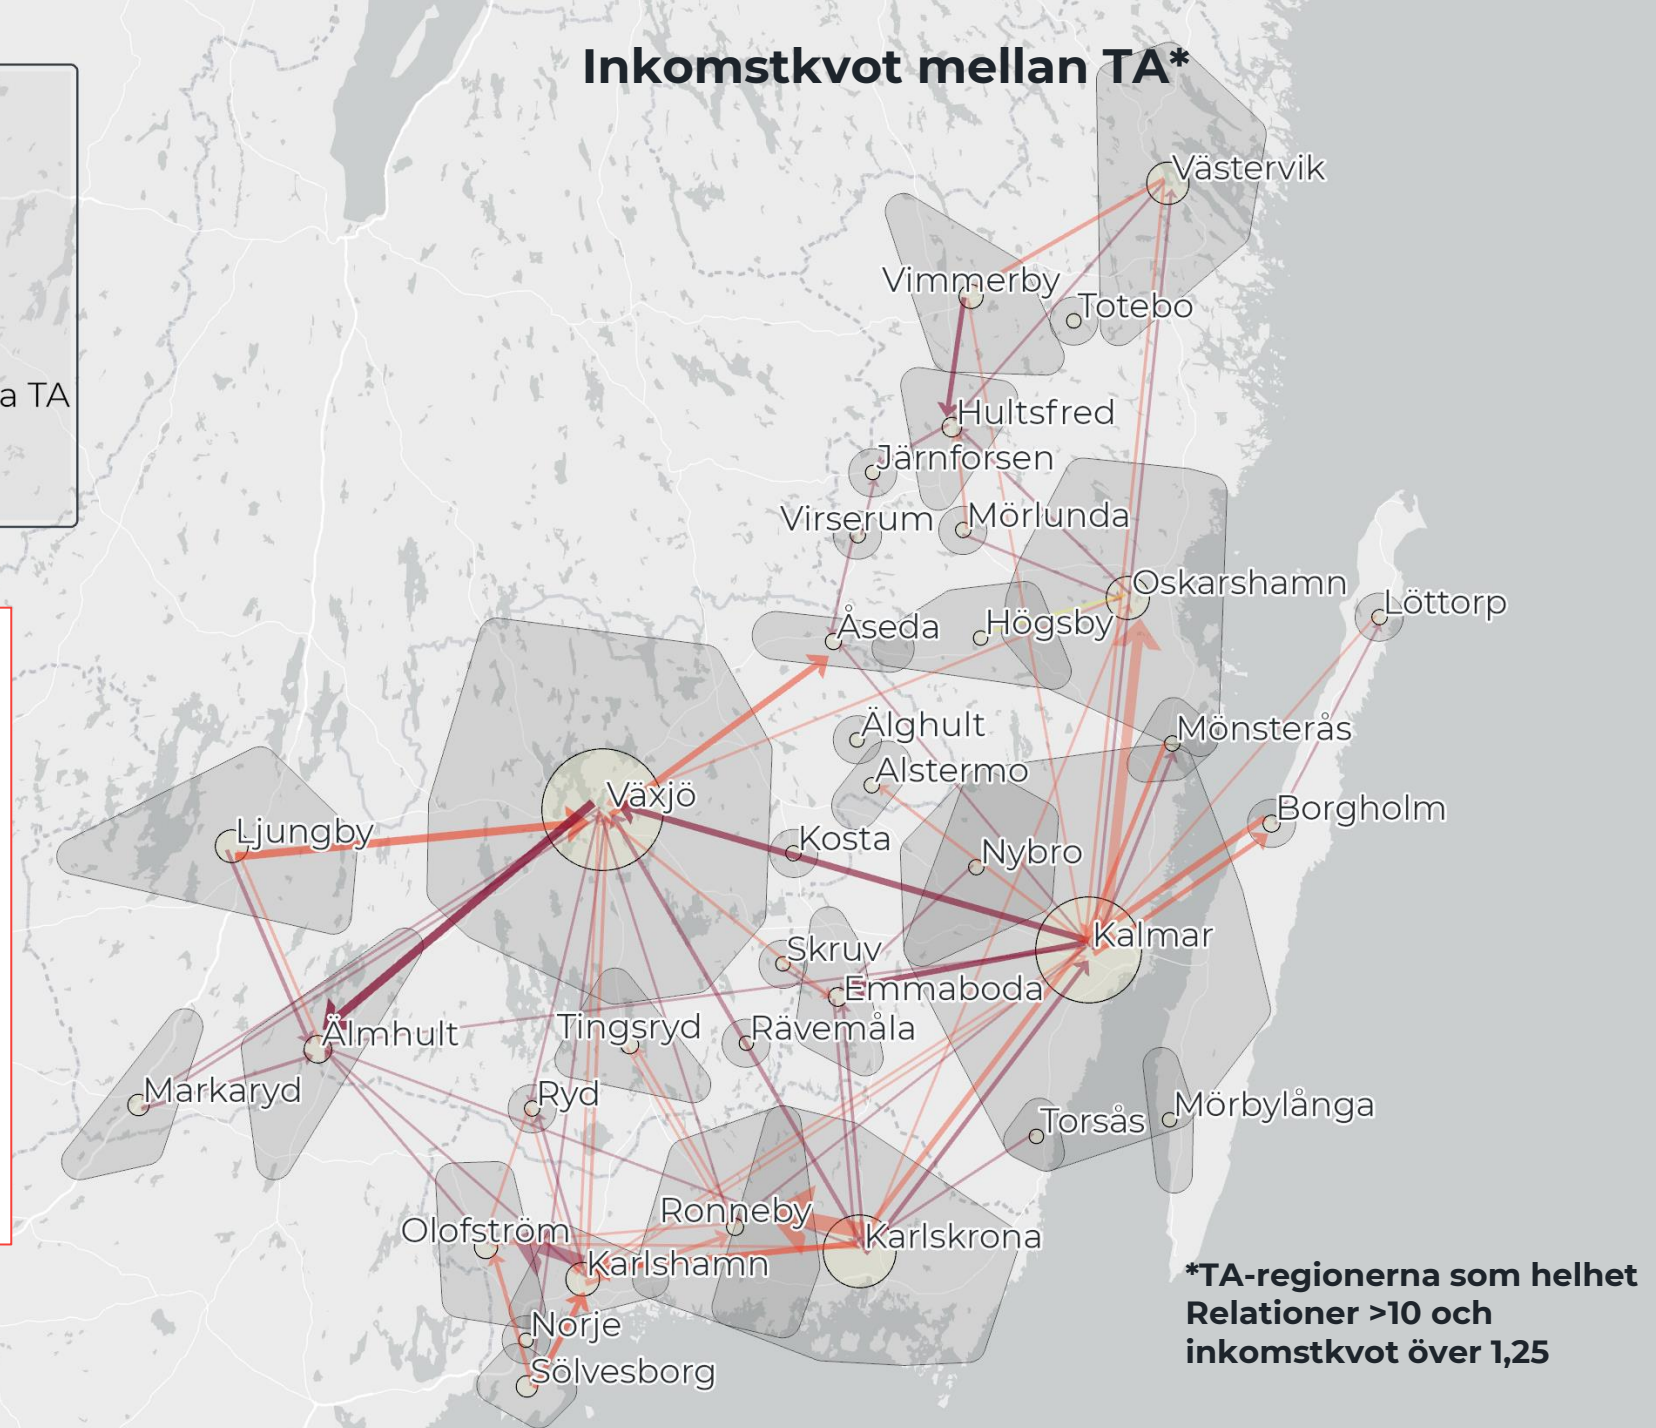 Inkomstkvot mellan TA*
Västervik
Vimmerby
Totebo
a TA
Hultsfred
Järnforsen
Virserum
Mörlunda
Oskarshamn
Löttorp
Högsby
Åseda
Älghult
Mönsterås
Alstermo
Växjö
Borgholm
Ljungby
Kosta
Nybro
Kalmar
Skruv
Emmaboda
Tingsryd
Rävemåla
Älmhult
Markaryd
Ryd
Mörbylånga
Torsås
Ronneby
Olofström
Karlskrona
Karlshamn
*TA-regionerna som helhet
Relationer >10 och
inkomstkvot över 1,25
Norje
Sölvesborg